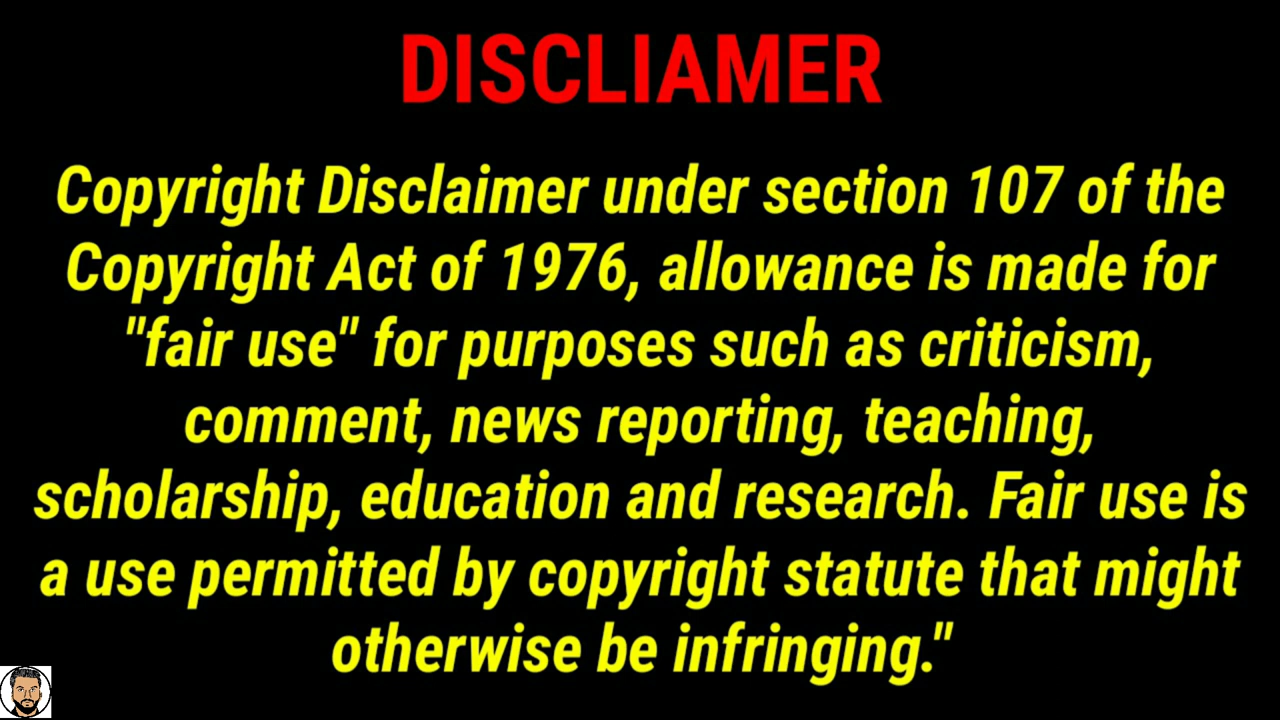 DISCLIAMER
Copyright Disclaimer under section 107 of the
Copyright Act of 1976, allowance is made for
"fair use" for purposes such as criticism,
comment, news reporting, teaching,
scholarship, education and research. Fair use is
a use permitted by copyright statute that might
otherwise be infringing."